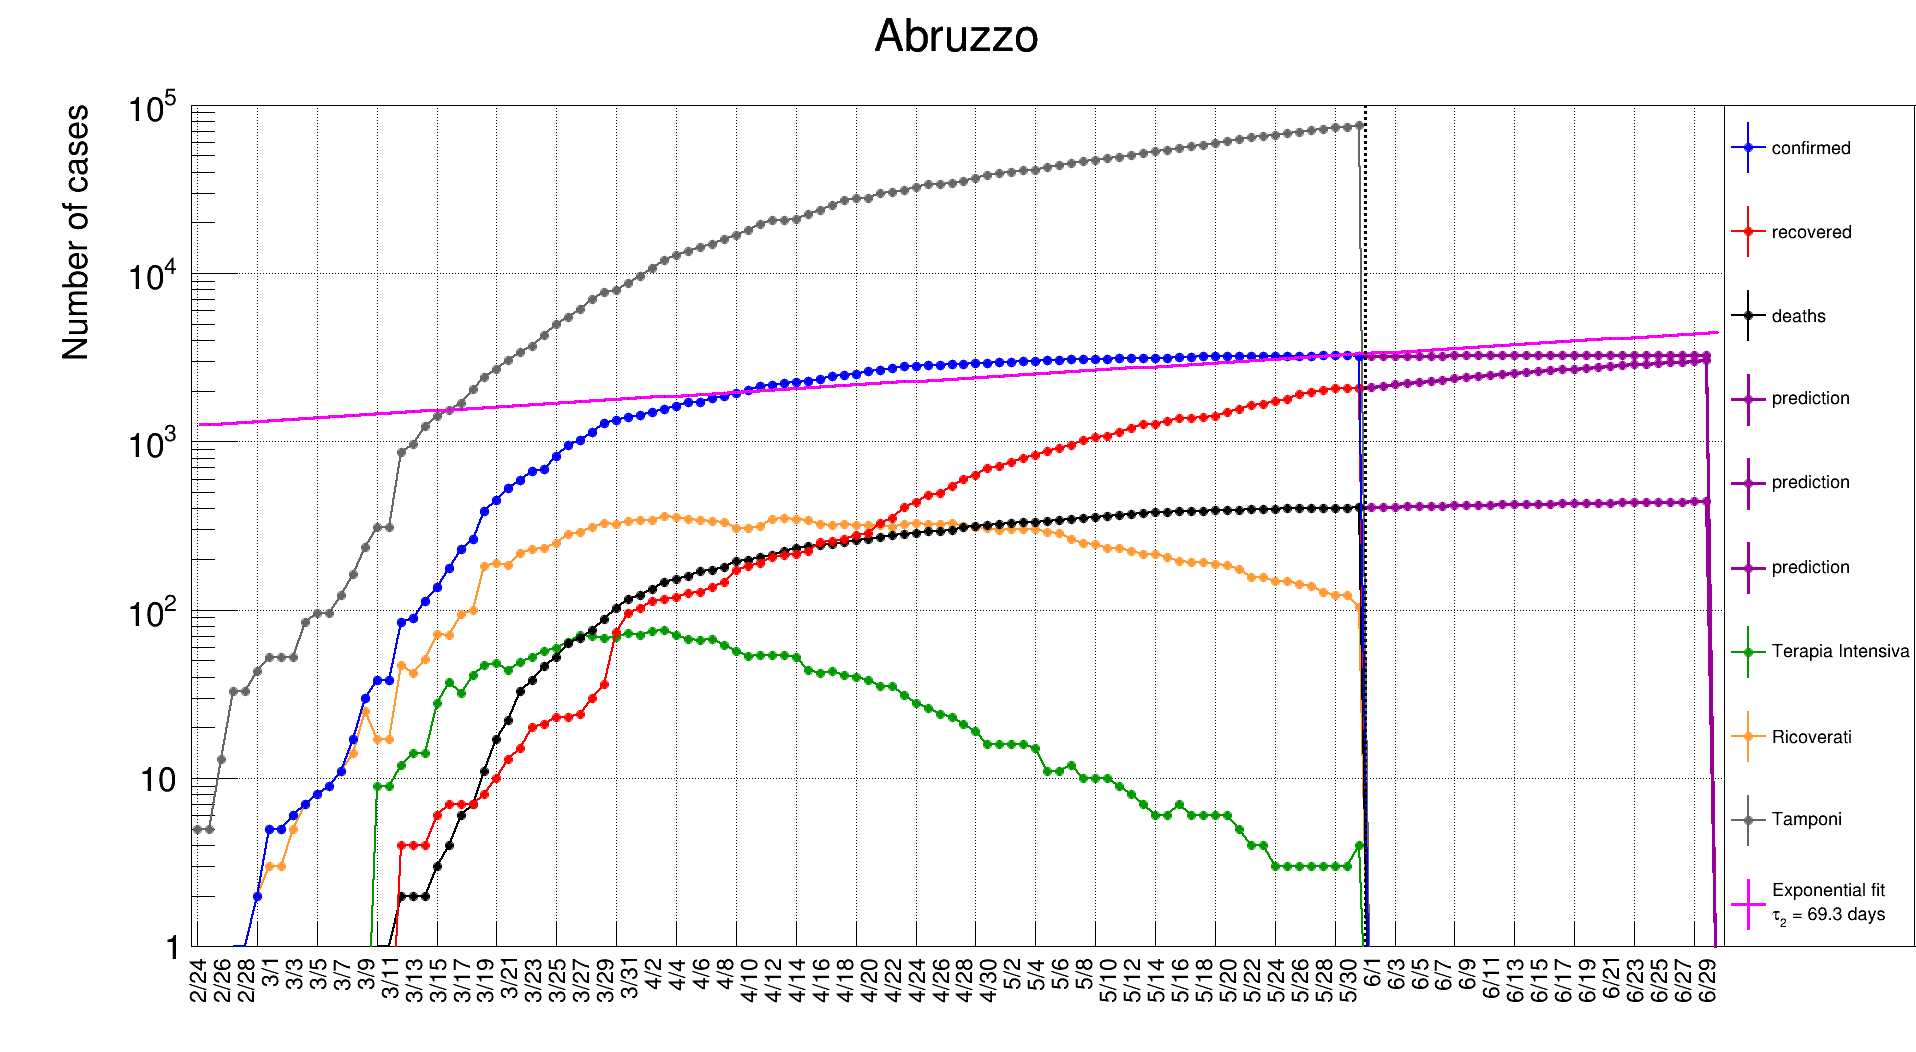 Abruzzo
Number of cases
10^5
10^4
10^3
10^2
10
1
2/24 2/26 2/28 3/1 3/3 3/5 3/7 3/9 3/11 3/13 3/15 3/17 3/19 3/21 3/23 3/25 3/27 3/29 3/31 4/2 4/4 4/6 4/8 4/10 4/12 4/14 4/16 4/18 4/20 4/22 4/24 4/26 4/28 4/30 5/2 5/4 5/6 5/8 5/10 5/12 5/14 5/16 5/18 5/20 5/22 5/24 5/26 5/28 5/30 6/1 6/3 6/5 6/7 6/9 6/11 6/13 6/15 6/17 6/19 6/21 6/23 6/25 6/27 6/29
confirmed
recovered
deaths
prediction
prediction
prediction
Terapia Intensiva
Ricoverati
Tamponi
Exponential fit
τ₂ = 69.3 days